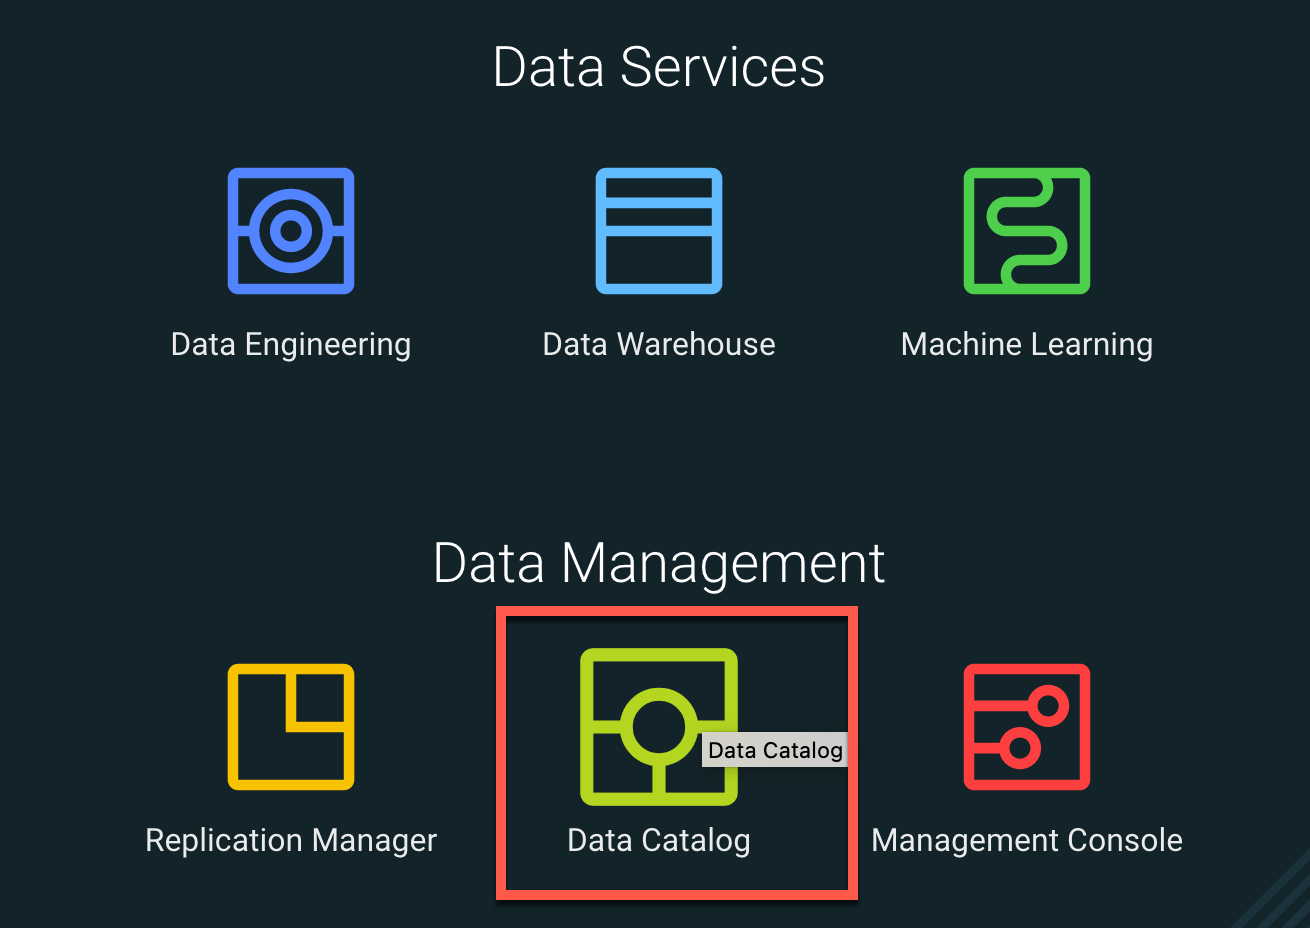 Data Services
Data Engineering
Data Warehouse
Machine Learning
Data Management
Data Catalog
Replication Manager
Data Catalog
Management Console